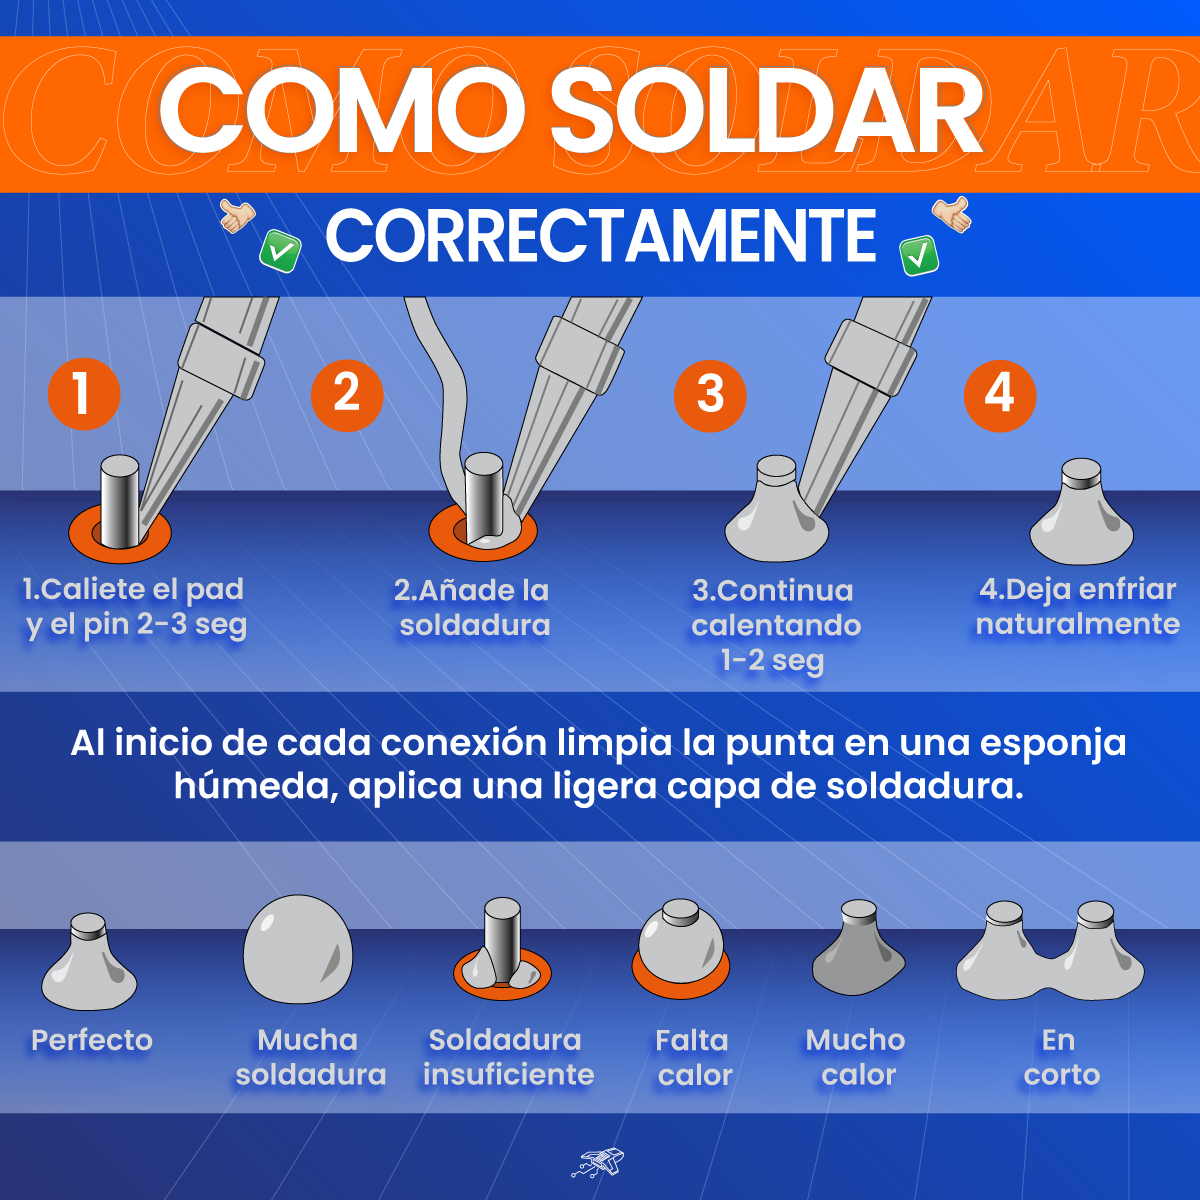 COMO SOLDAR
CORRECTAMENTE
1
2
3
4
1.Caliete el pad
y el pin 2-3 seg
2.Añade la
soldadura
3.Continua
calentando
1-2 seg
4.Deja enfriar
naturalmente
Al inicio de cada conexión limpia la punta en una esponja
húmeda, aplica una ligera capa de soldadura.
Perfecto
Mucha
soldadura
Soldadura
insuficiente
Falta
calor
Mucho
calor
En
corto